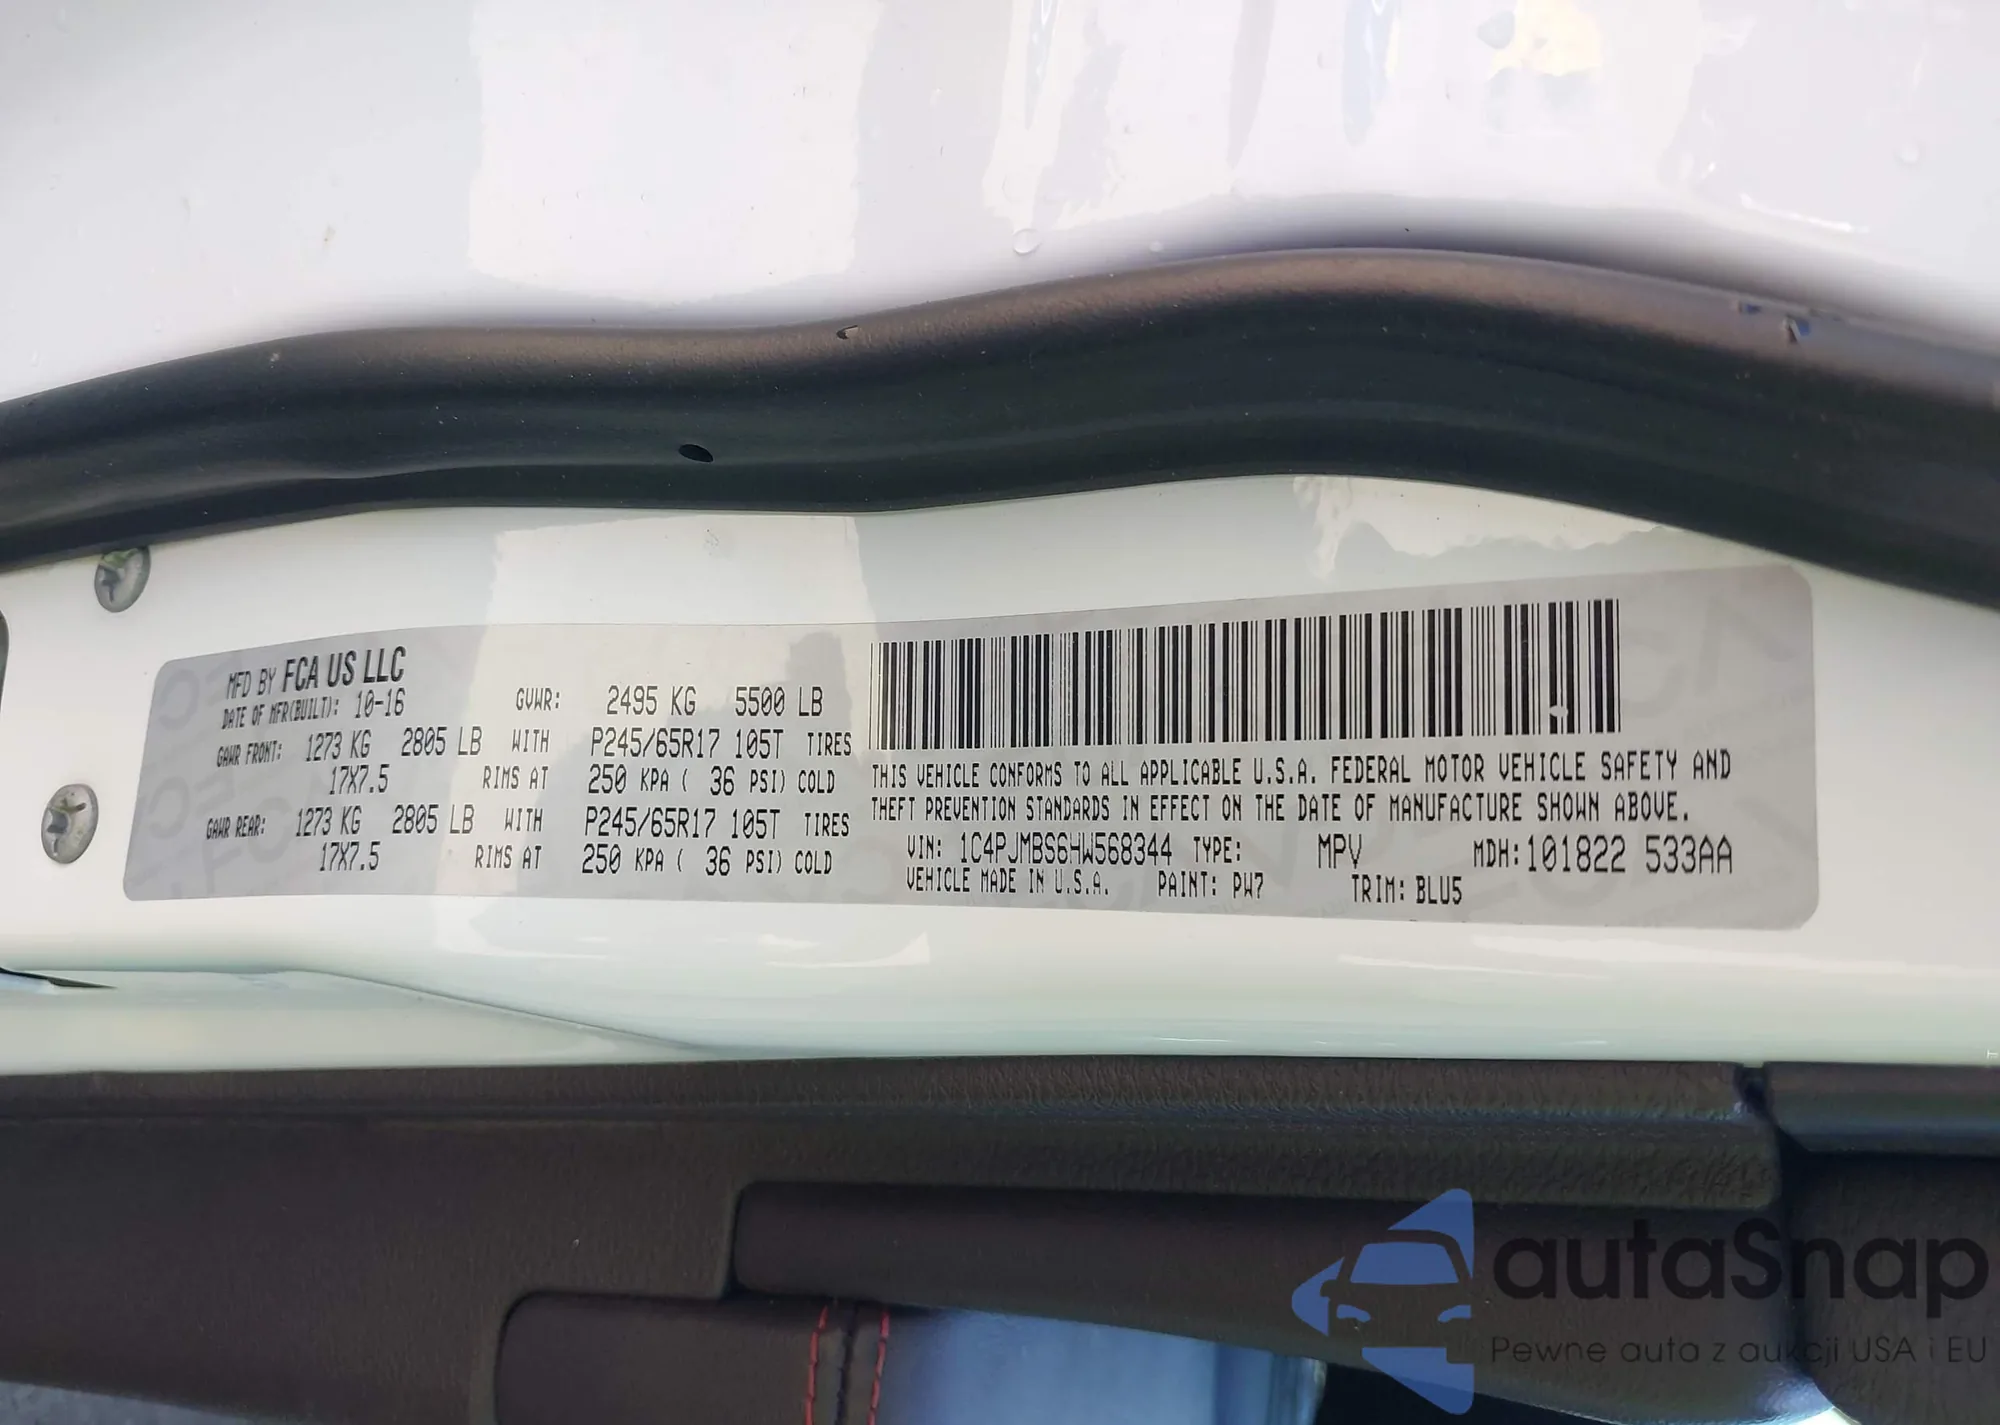 MFD BY FCA US LLC
DATE OF MFR(BUILT): 10-16
GVWR: 2495 KG 5500 LB
GAWR FRONT: 1273 KG 2805 LB WITH P245/65R17 105T TIRES
17X7.5 RIMS AT 250 KPA ( 36 PSI) COLD
GAWR REAR: 1273 KG 2805 LB WITH P245/65R17 105T TIRES
17X7.5 RIMS AT 250 KPA ( 36 PSI) COLD
THIS VEHICLE CONFORMS TO ALL APPLICABLE U.S.A. FEDERAL MOTOR VEHICLE SAFETY AND
THEFT PREVENTION STANDARDS IN EFFECT ON THE DATE OF MANUFACTURE SHOWN ABOVE.
VIN: 1C4PJMBS6HW568344 TYPE: MPV MDH: 101822 533AA
VEHICLE MADE IN U.S.A. PAINT: PW7 TRIM: BLU5
autaSnap
Pewne auta z aukcji USA i EU